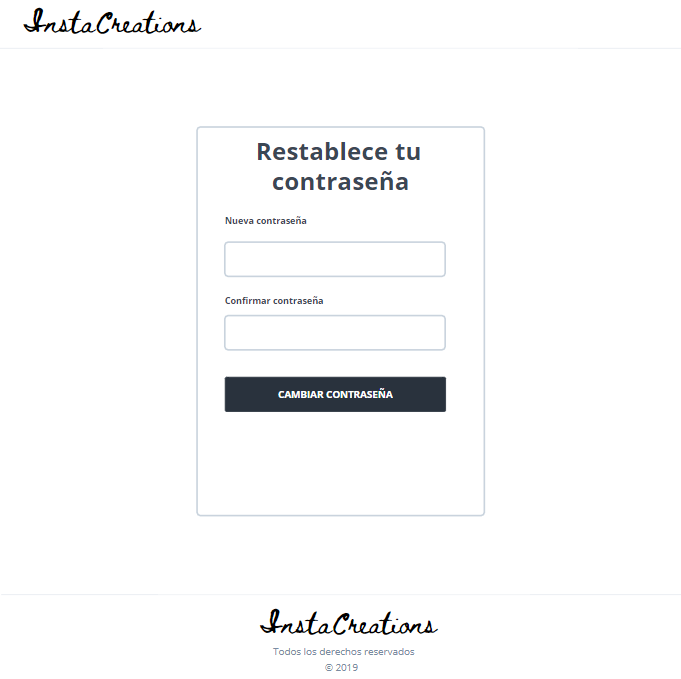 InstaCreations
Restablece tu
contraseña
Nueva contraseña
Confirmar contraseña
CAMBIAR CONTRASEÑA
InstaCreations
Todos los derechos reservados
© 2019